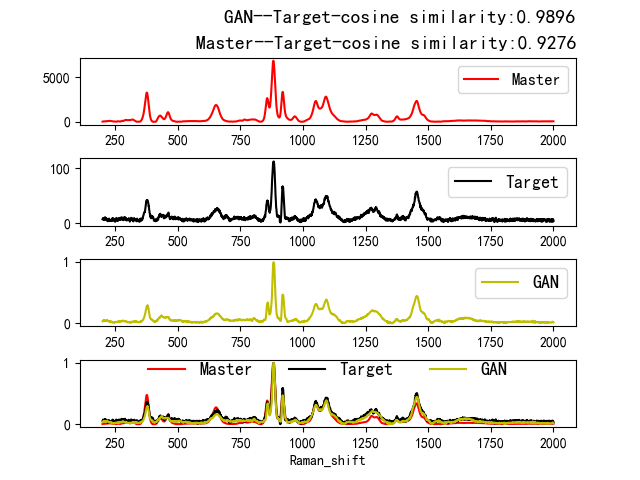 GAN--Target-cosine similarity:0.9896
Master--Target-cosine similarity:0.9276
5000
0
Master
250 500 750 1000 1250 1500 1750 2000
100
0
Target
250 500 750 1000 1250 1500 1750 2000
1
0
GAN
250 500 750 1000 1250 1500 1750 2000
1
0
Master Target GAN
250 500 750 1000 1250 1500 1750 2000
Raman_shift